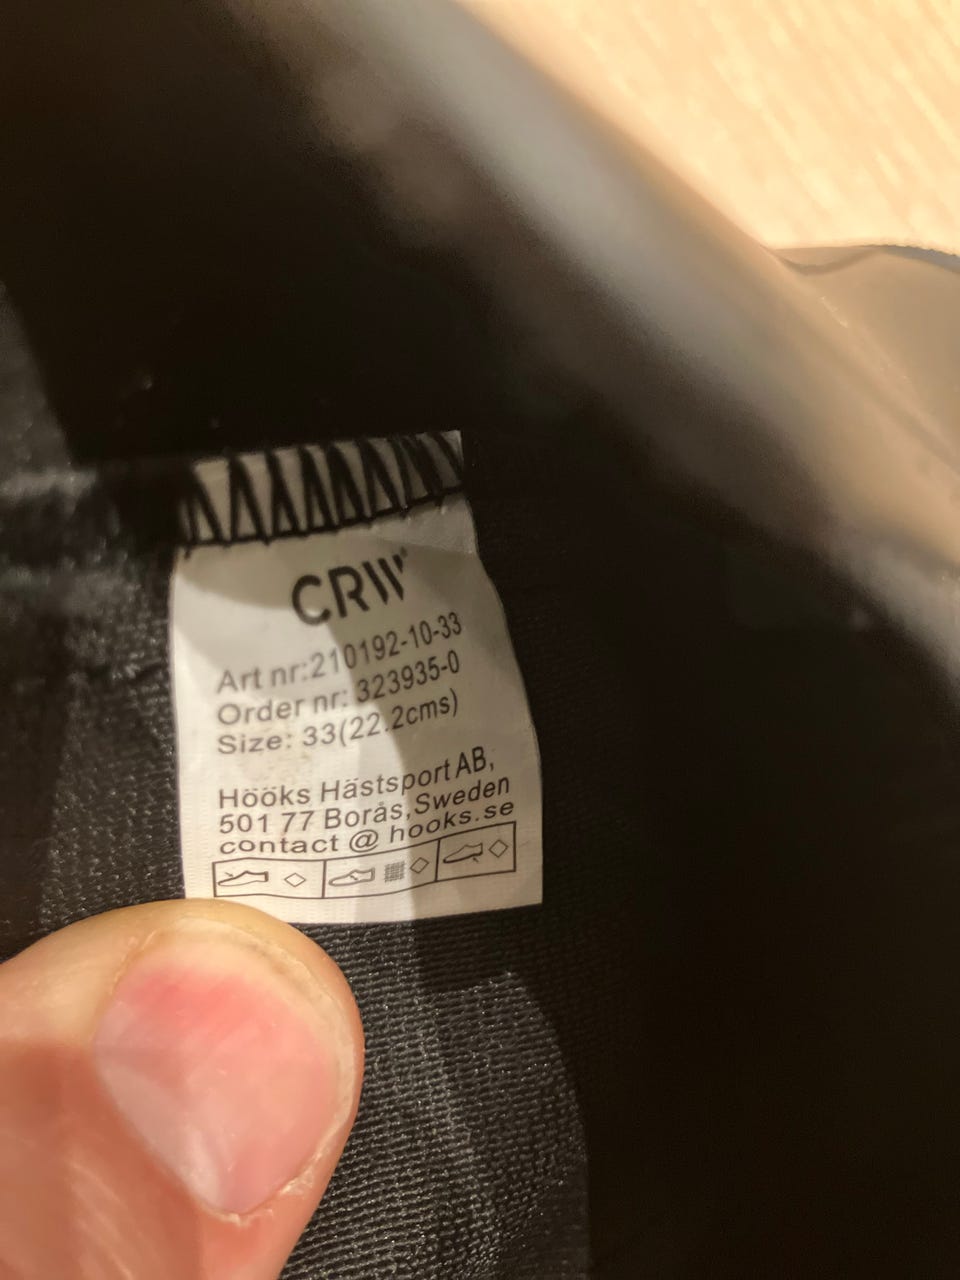 CRW
Art nr:210192-10-33
Order nr: 323935-0
Size: 33(22.2cms)
Hööks Hästsport AB,
501 77 Borås,Sweden
contact @ hooks.se